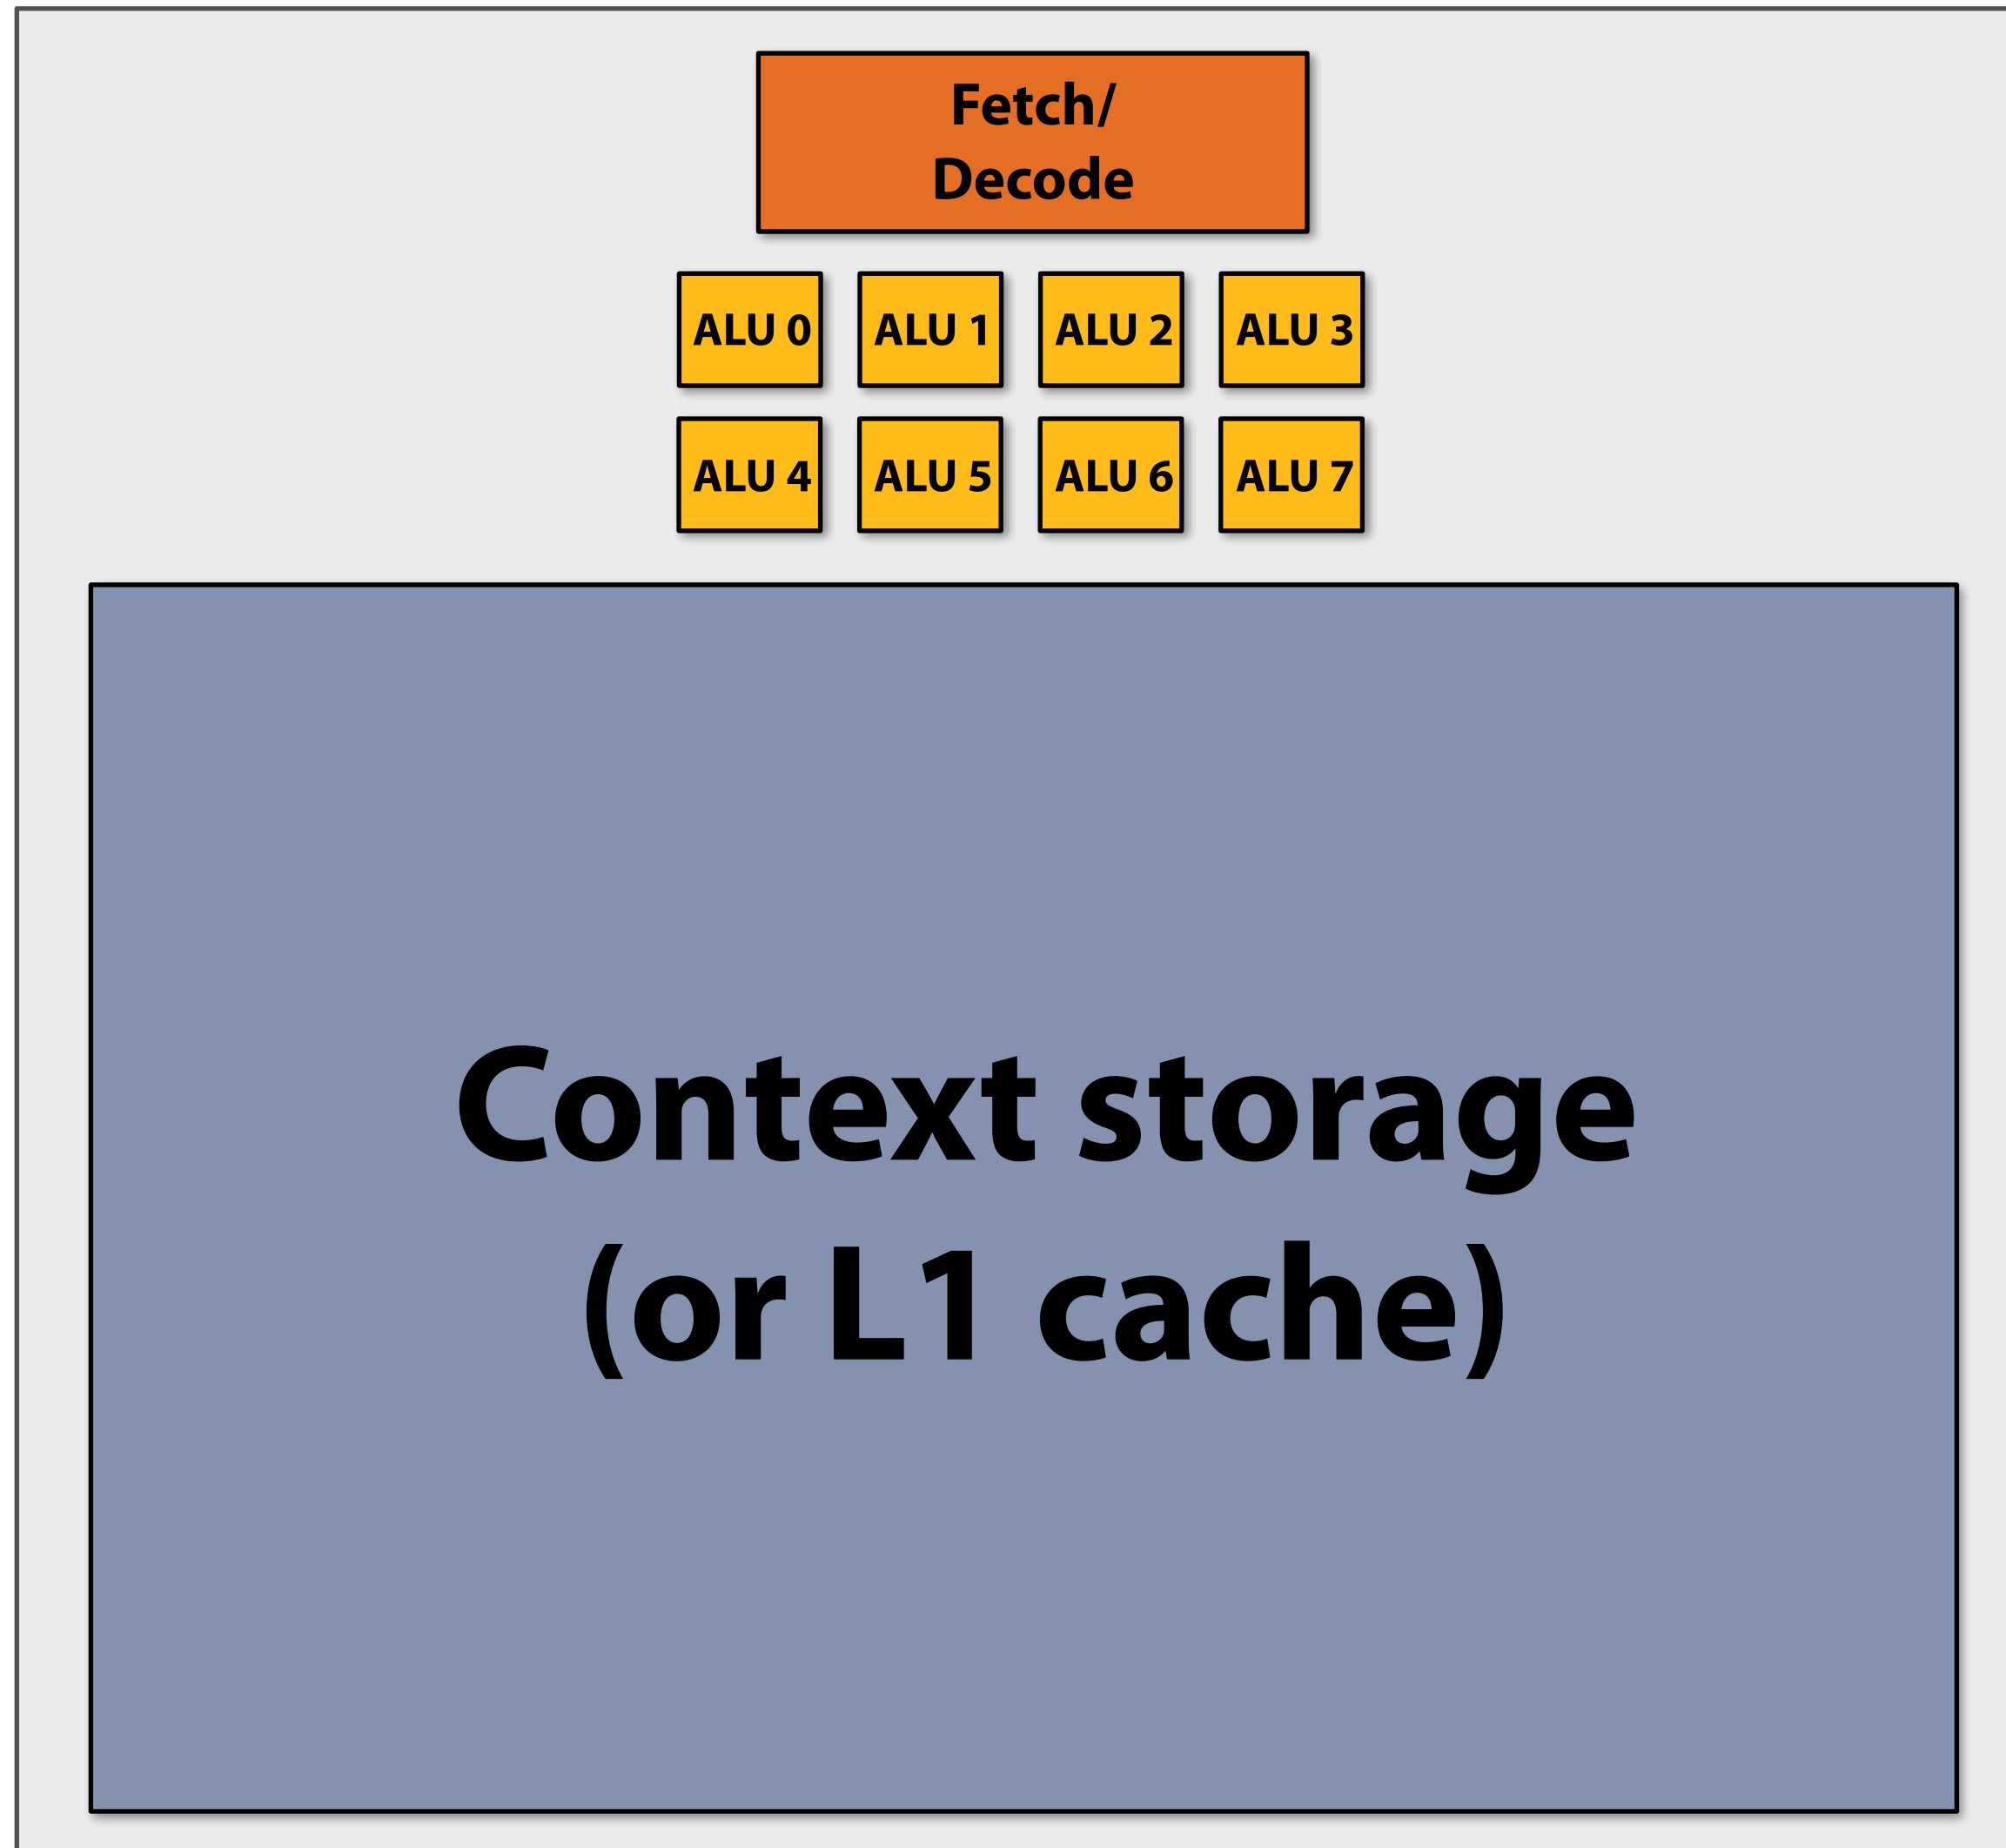 Fetch/
Decode
ALU 0 ALU 1 ALU 2 ALU 3
ALU 4 ALU 5 ALU 6 ALU 7
Context storage
(or L1 cache)